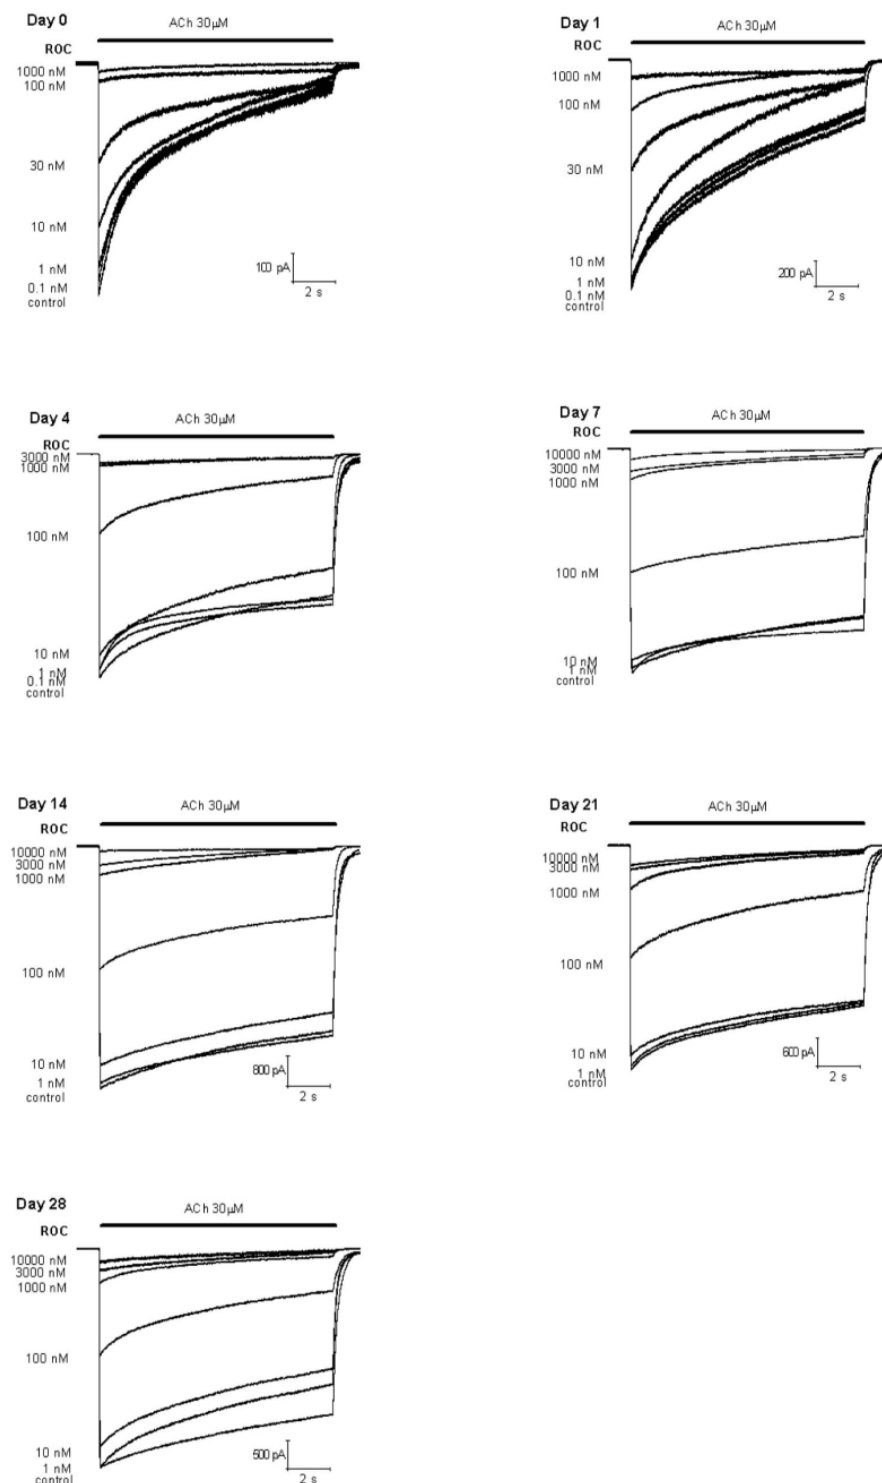 Day 0
ACh 30µM
ROC
1000 nM
100 nM
30 nM
10 nM
1 nM
0.1 nM
control
100 pA
2 s
Day 1
ACh 30µM
ROC
1000 nM
100 nM
30 nM
10 nM
1 nM
0.1 nM
control
200 pA
2 s
Day 4
ACh 30µM
ROC
3000 nM
1000 nM
100 nM
10 nM
1 nM
0.1 nM
control
Day 7
ACh 30µM
ROC
10000 nM
3000 nM
1000 nM
100 nM
10 nM
1 nM
control
Day 14
ACh 30µM
ROC
10000 nM
3000 nM
1000 nM
100 nM
10 nM
1 nM
control
800 pA
2 s
Day 21
ACh 30µM
ROC
10000 nM
3000 nM
1000 nM
100 nM
10 nM
1 nM
control
600 pA
2 s
Day 28
ACh 30µM
ROC
10000 nM
3000 nM
1000 nM
100 nM
10 nM
1 nM
control
500 pA
2 s